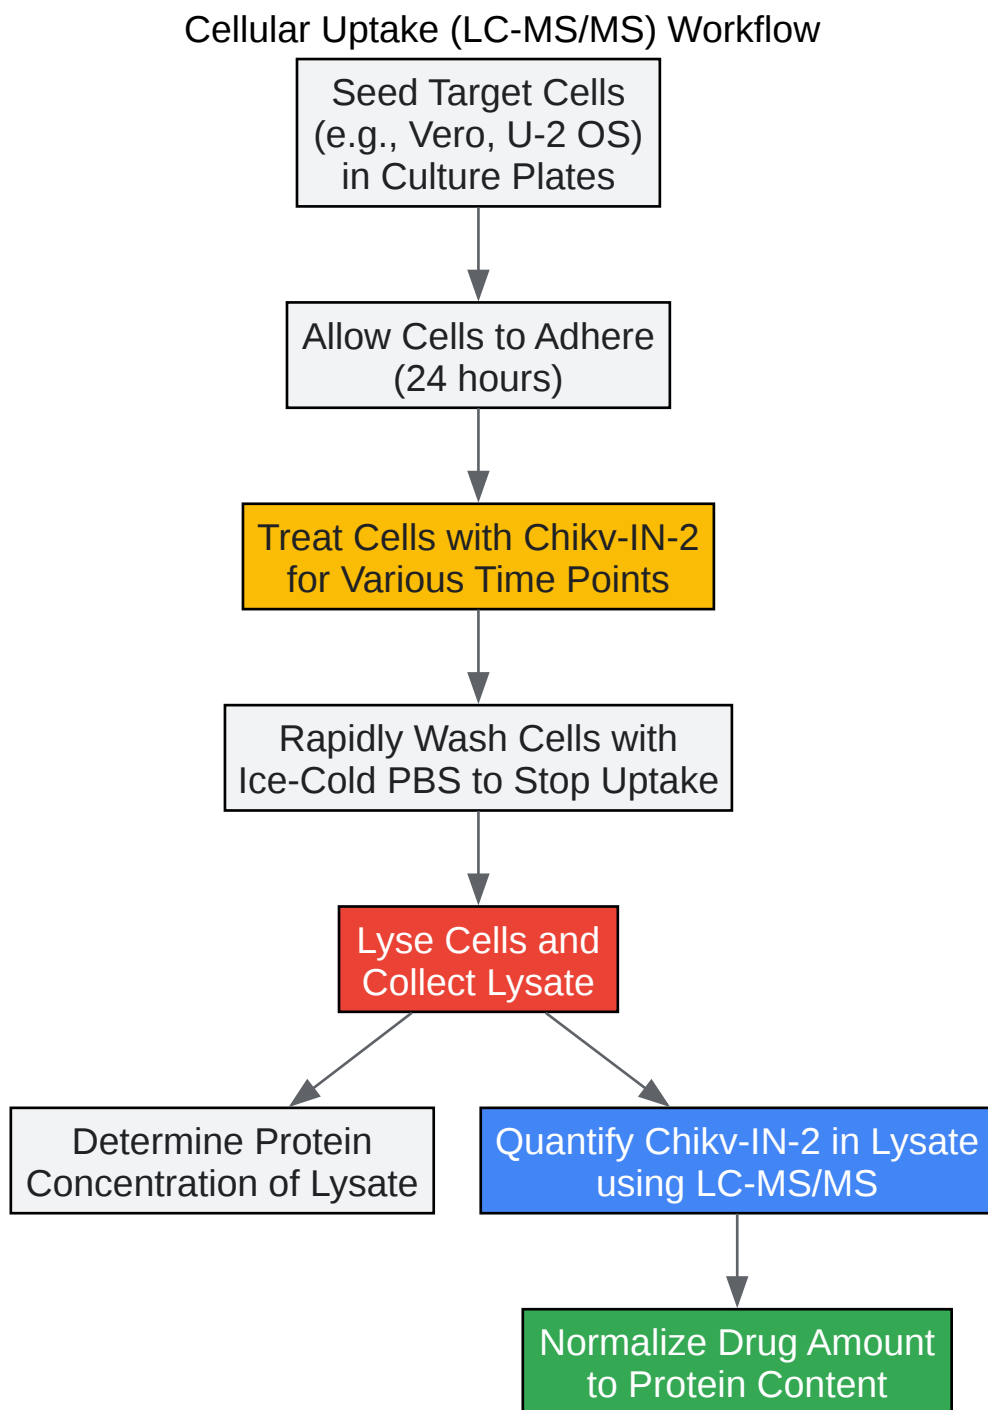 Cellular Uptake (LC-MS/MS) Workflow
Seed Target Cells
(e.g., Vero, U-2 OS)
in Culture Plates
Allow Cells to Adhere
(24 hours)
Treat Cells with Chikv-IN-2
for Various Time Points
Rapidly Wash Cells with
Ice-Cold PBS to Stop Uptake
Lyse Cells and
Collect Lysate
Determine Protein
Concentration of Lysate
Quantify Chikv-IN-2 in Lysate
using LC-MS/MS
Normalize Drug Amount
to Protein Content